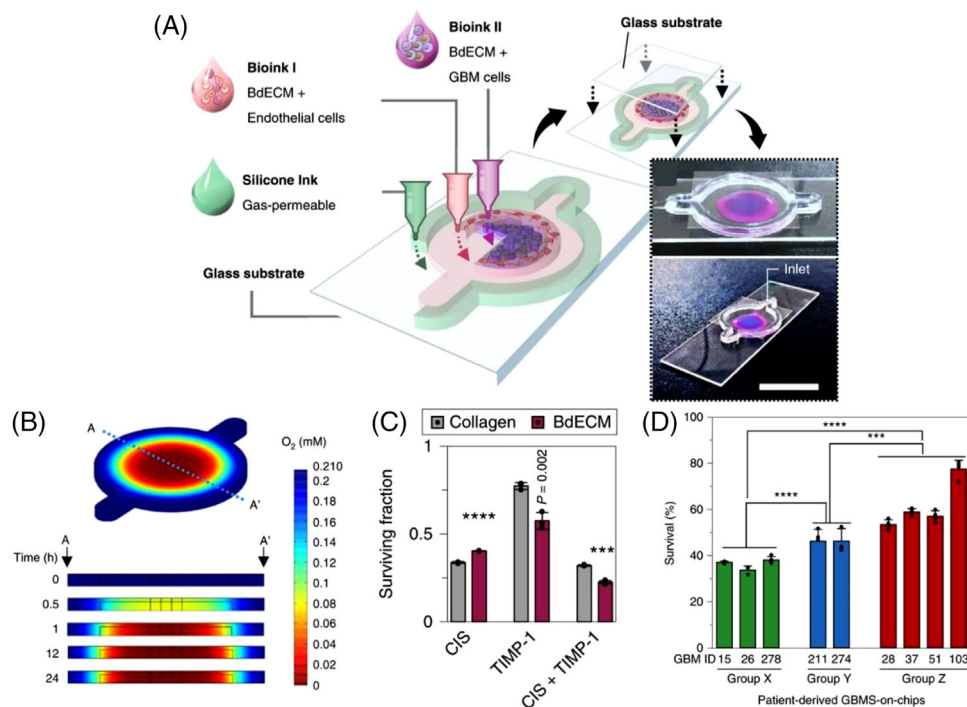 (A)
Bioink I
BdECM +
Endothelial cells
Bioink II
BdECM +
GBM cells
Glass substrate
Silicone Ink
Gas-permeable
Glass substrate
Inlet
(B)
A
A'
O₂ (mM)
0.210
0.2
0.18
0.16
0.14
0.12
0.1
0.08
0.06
0.04
0.02
0
Time (h)
A
A'
0
0.5
1
12
24
(C)
Collagen
BdECM
Surviving fraction
1
0.5
0
****
P = 0.002
***
CIS
TIMP-1
CIS + TIMP-1
(D)
Survival (%)
100
80
60
40
20
0
****
***
****
GBM ID 15 26 278 211 274 28 37 51 103
Group X Group Y Group Z
Patient-derived GBMS-on-chips